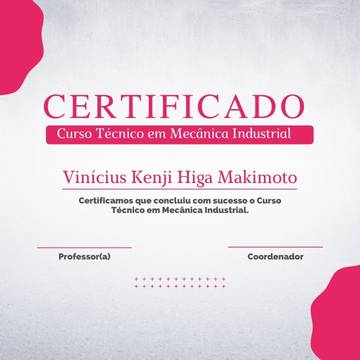 CERTIFICADO
Curso Técnico em Mecânica Industrial
Vinícius Kenji Higa Makimoto
Certificamos que concluiu com sucesso o Curso
Técnico em Mecânica Industrial.
Professor(a)
Coordenador